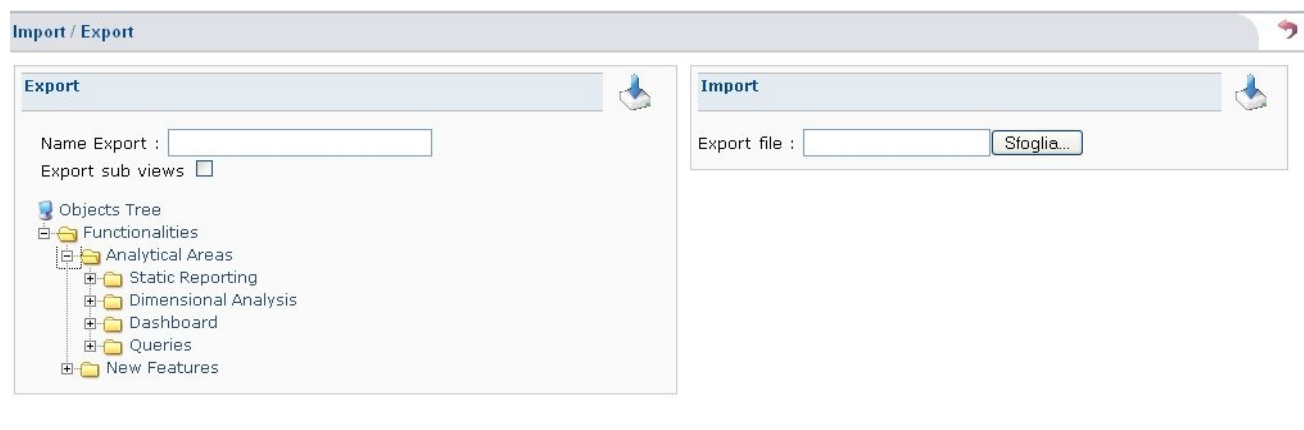 Import / Export
Export
Name Export :
Export sub views
Objects Tree
Functionalities
Analytical Areas
Static Reporting
Dimensional Analysis
Dashboard
Queries
New Features
Import
Export file :
Sfoglia...